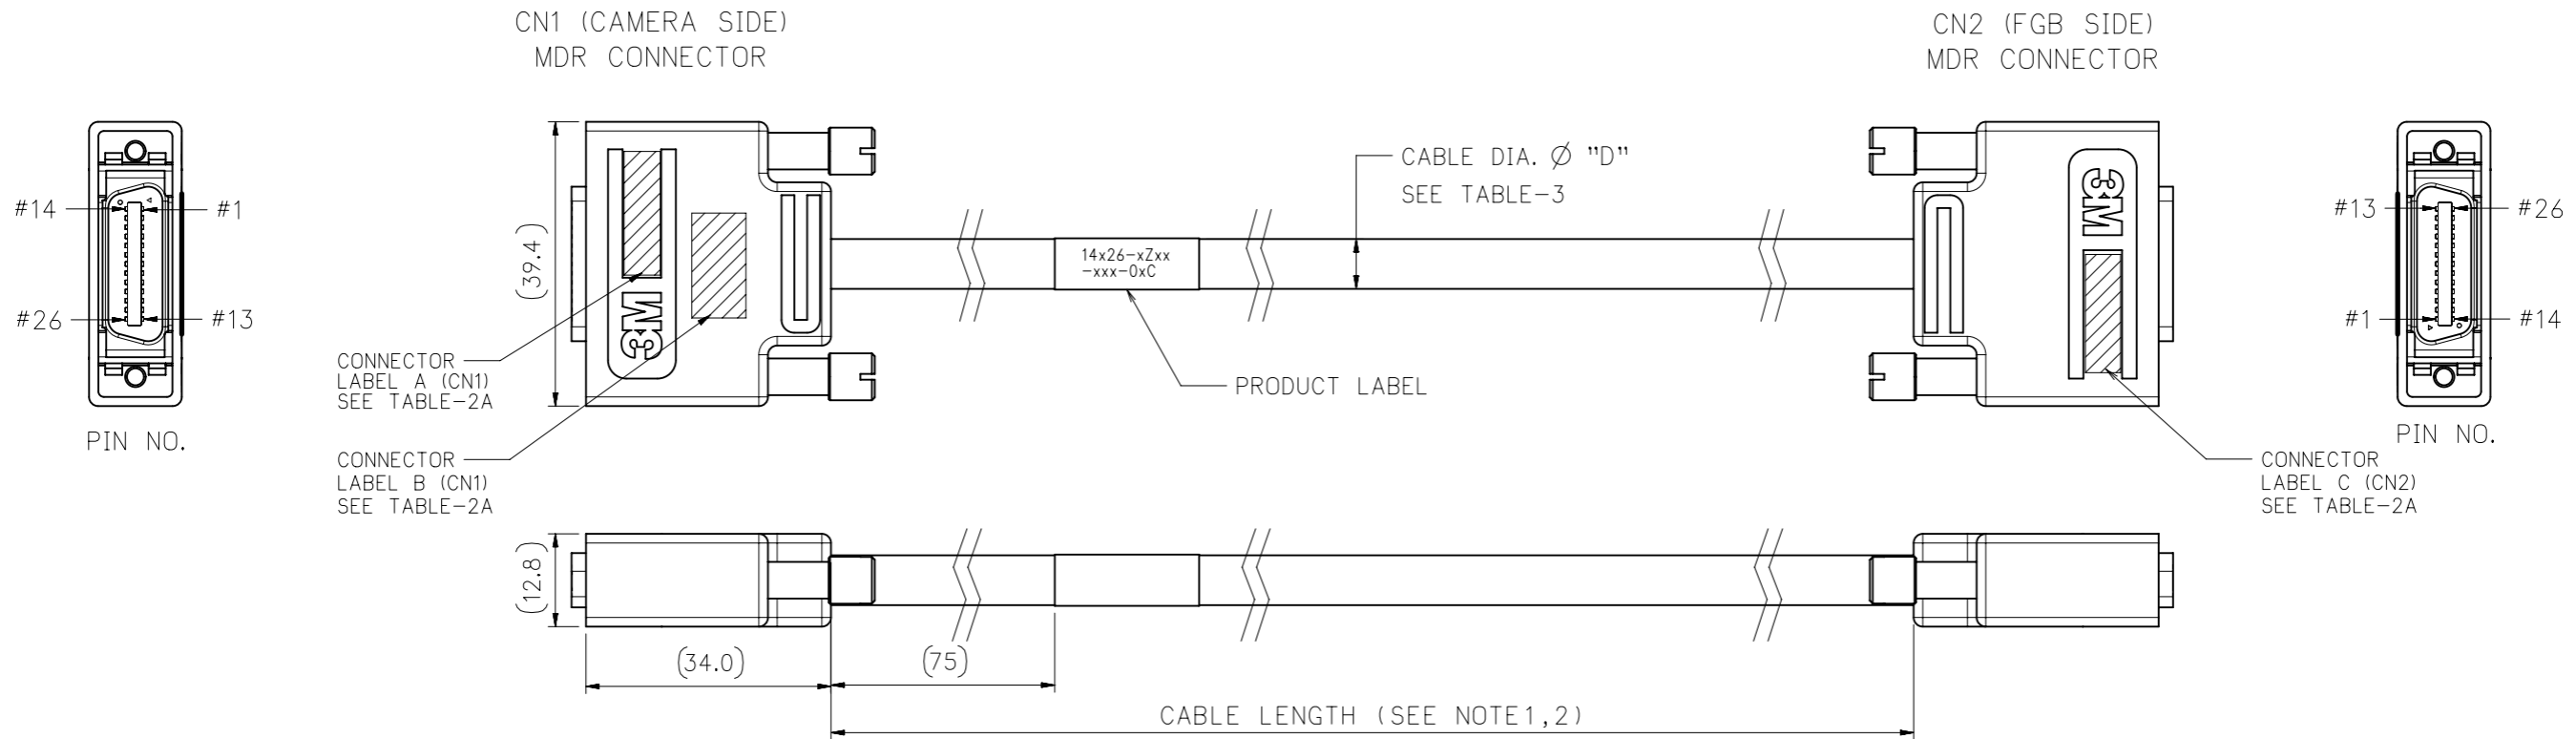 CN1 (CAMERA SIDE)
MDR CONNECTOR
CN2 (FGB SIDE)
MDR CONNECTOR
#14
#1
#26
#13
PIN NO.
(39.4)
3M
CONNECTOR
LABEL A (CN1)
SEE TABLE-2A
CONNECTOR
LABEL B (CN1)
SEE TABLE-2A
14x26-xZxx
-xxx-0xC
PRODUCT LABEL
CABLE DIA. Ø "D"
SEE TABLE-3
3M
#13
#26
#1
#14
PIN NO.
CONNECTOR
LABEL C (CN2)
SEE TABLE-2A
(12.8)
(34.0)
(75)
CABLE LENGTH (SEE NOTE1,2)